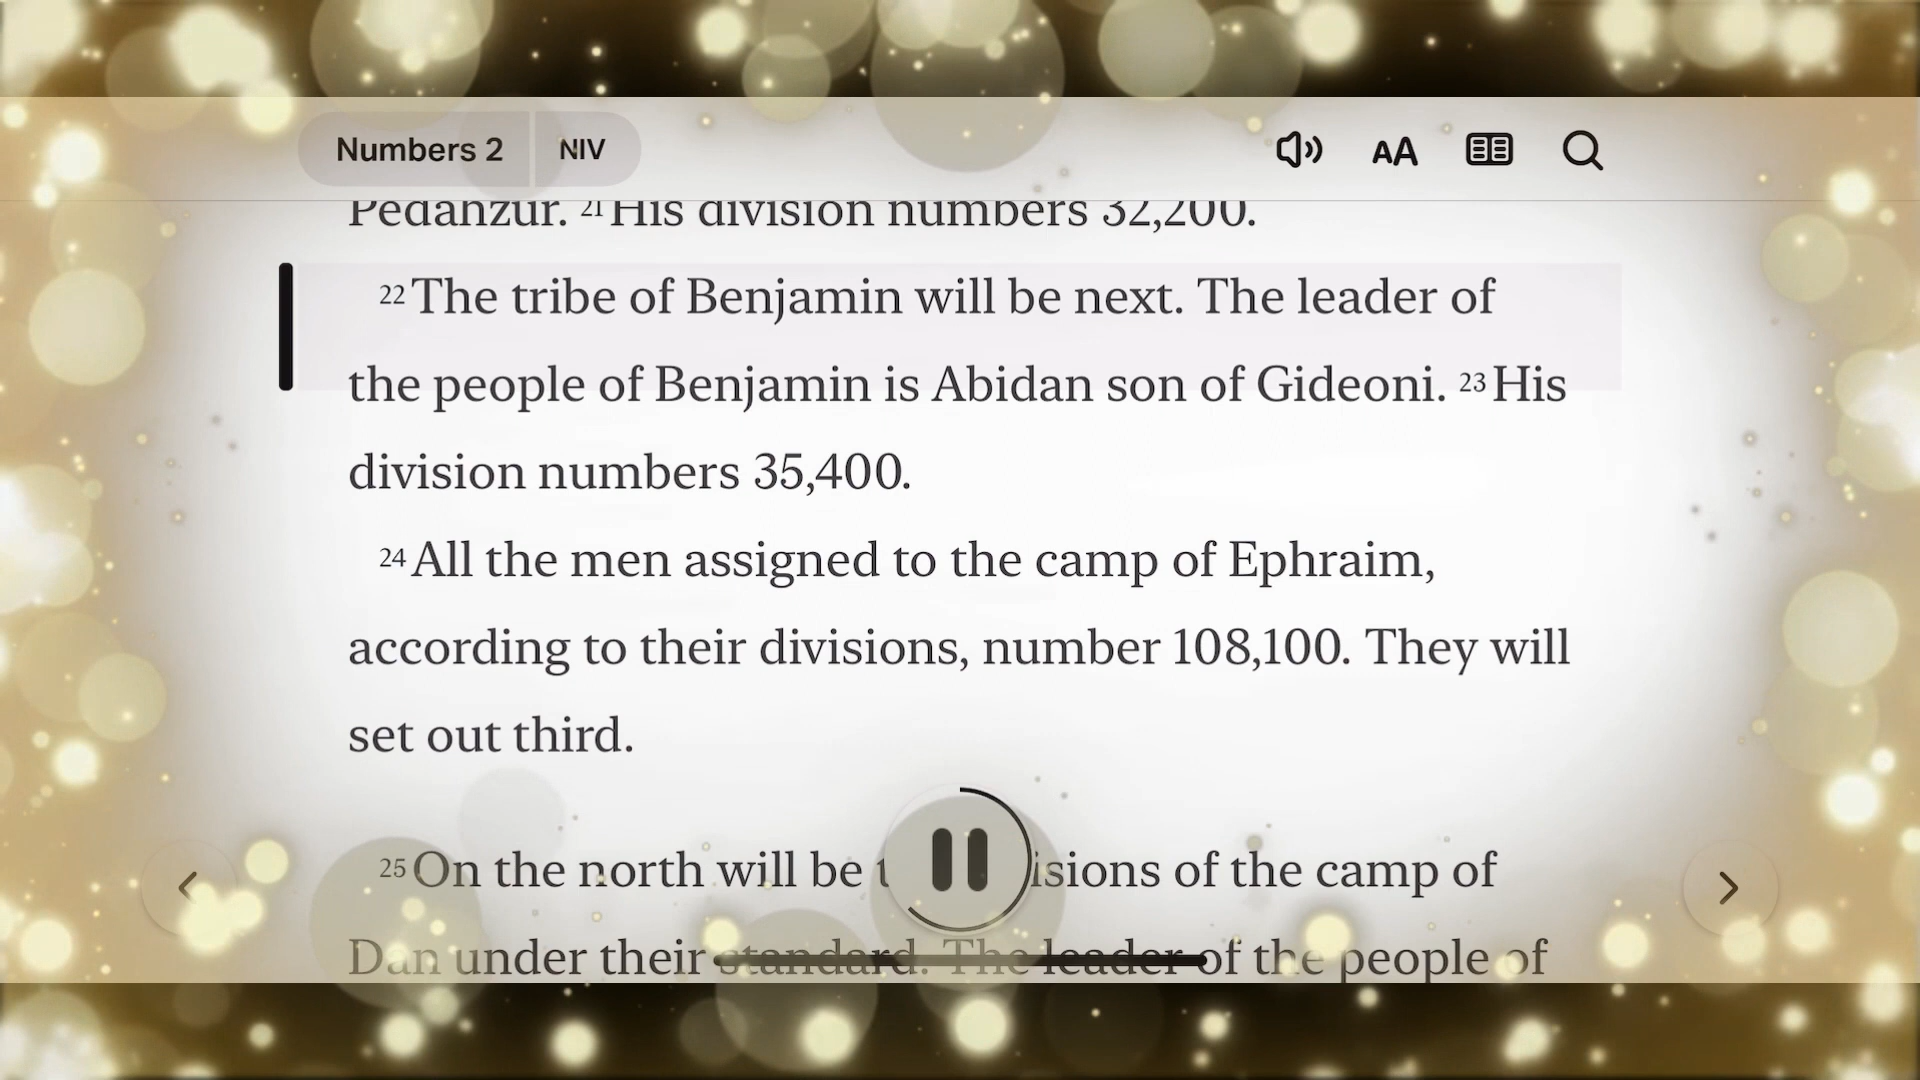 Numbers 2 NIV AA
Pedahzur. 21 His division numbers 32,200.
22 The tribe of Benjamin will be next. The leader of
the people of Benjamin is Abidan son of Gideoni. 23 His
division numbers 35,400.
24 All the men assigned to the camp of Ephraim,
according to their divisions, number 108,100. They will
set out third.
25 On the north will be isions of the camp of
Dan under their standard. The leader of the people of